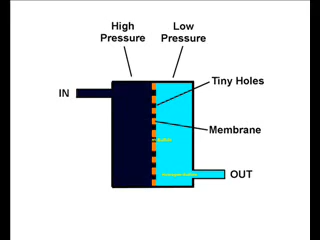 High
Pressure
Low
Pressure
Tiny Holes
IN
Membrane
OUT